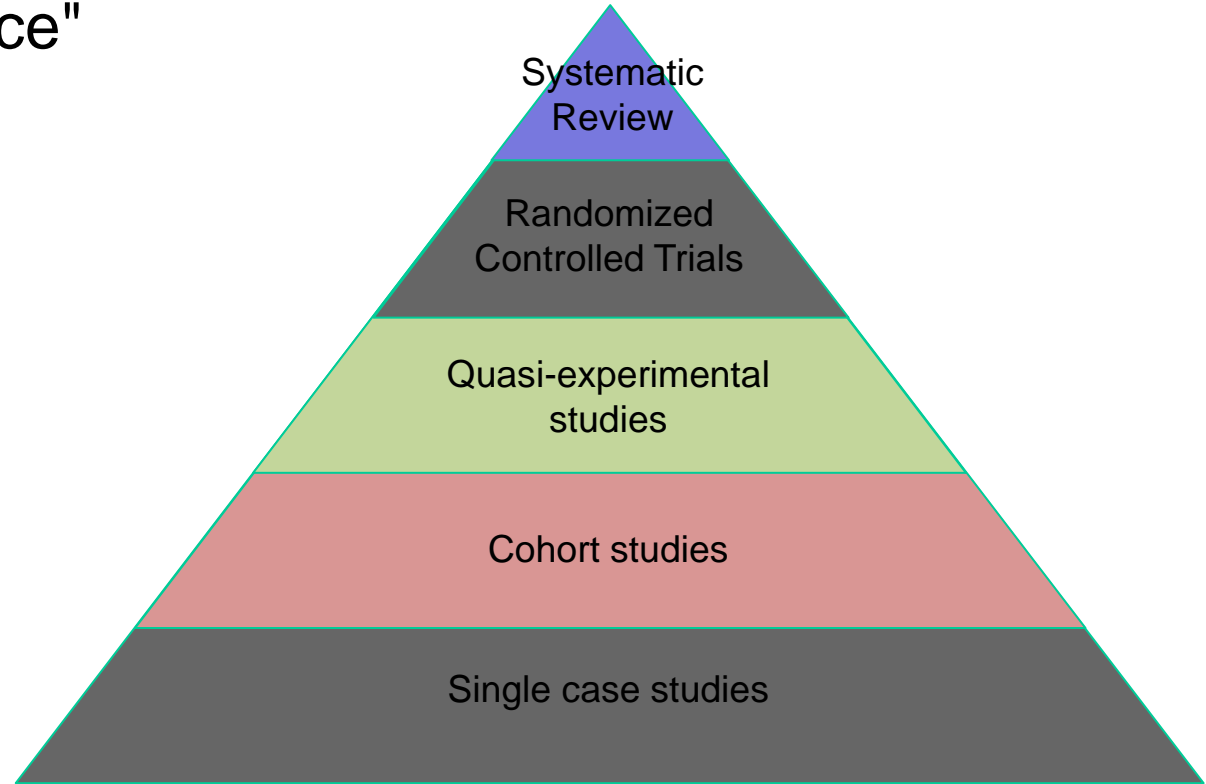 ce"
Systematic
Review
Randomized
Controlled Trials
Quasi-experimental
studies
Cohort studies
Single case studies